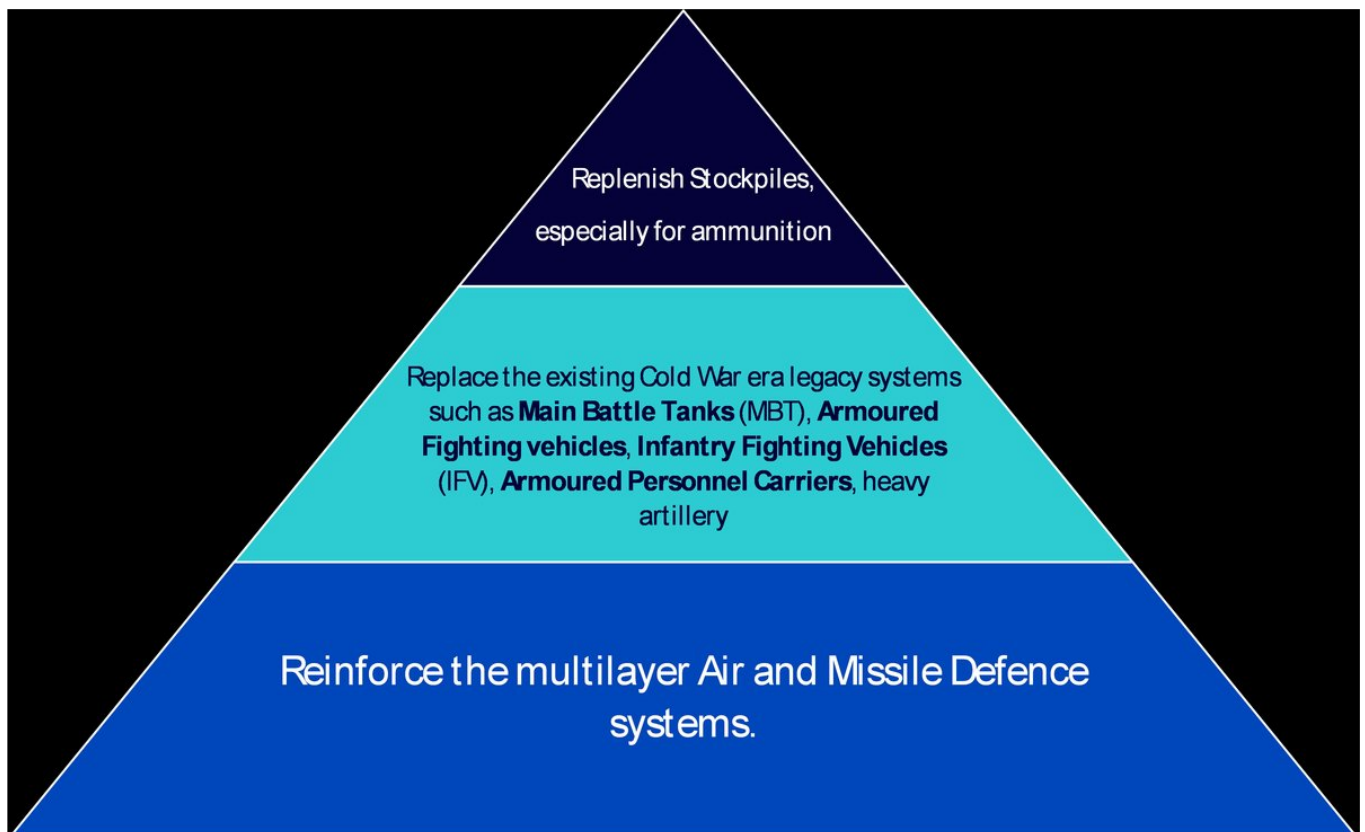 Replenish Stockpiles,
especially for ammunition
Replace the existing Cold War era legacy systems
such as Main Battle Tanks (MBT), Armoured
Fighting vehicles, Infantry Fighting Vehicles
(IFV), Armoured Personnel Carriers, heavy
artillery
Reinforce the multilayer Air and Missile Defence
systems.